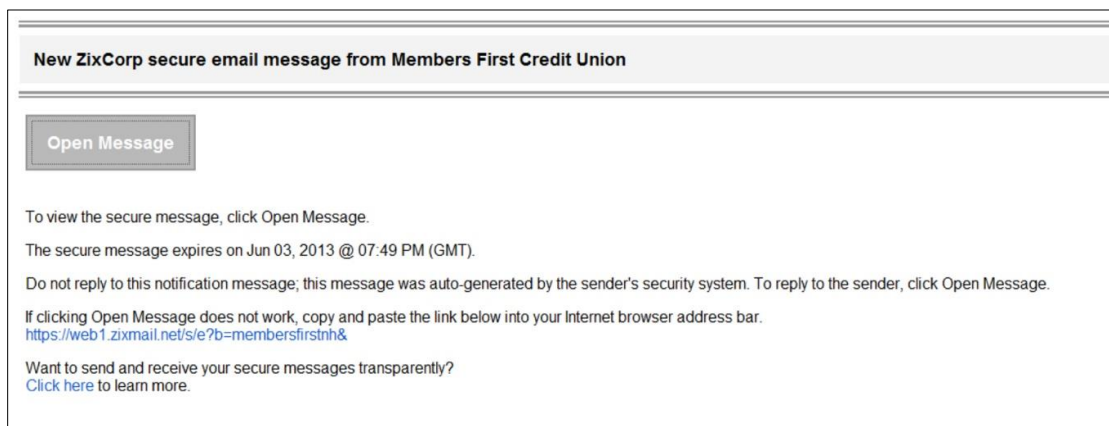 New ZixCorp secure email message from Members First Credit Union
Open Message
To view the secure message, click Open Message.
The secure message expires on Jun 03, 2013 @ 07:49 PM (GMT).
Do not reply to this notification message; this message was auto-generated by the sender's security system. To reply to the sender, click Open Message.
If clicking Open Message does not work, copy and paste the link below into your Internet browser address bar.
https://web1.zixmail.net/s/e?b=membersfirstnh&
Want to send and receive your secure messages transparently?
Click here to learn more.